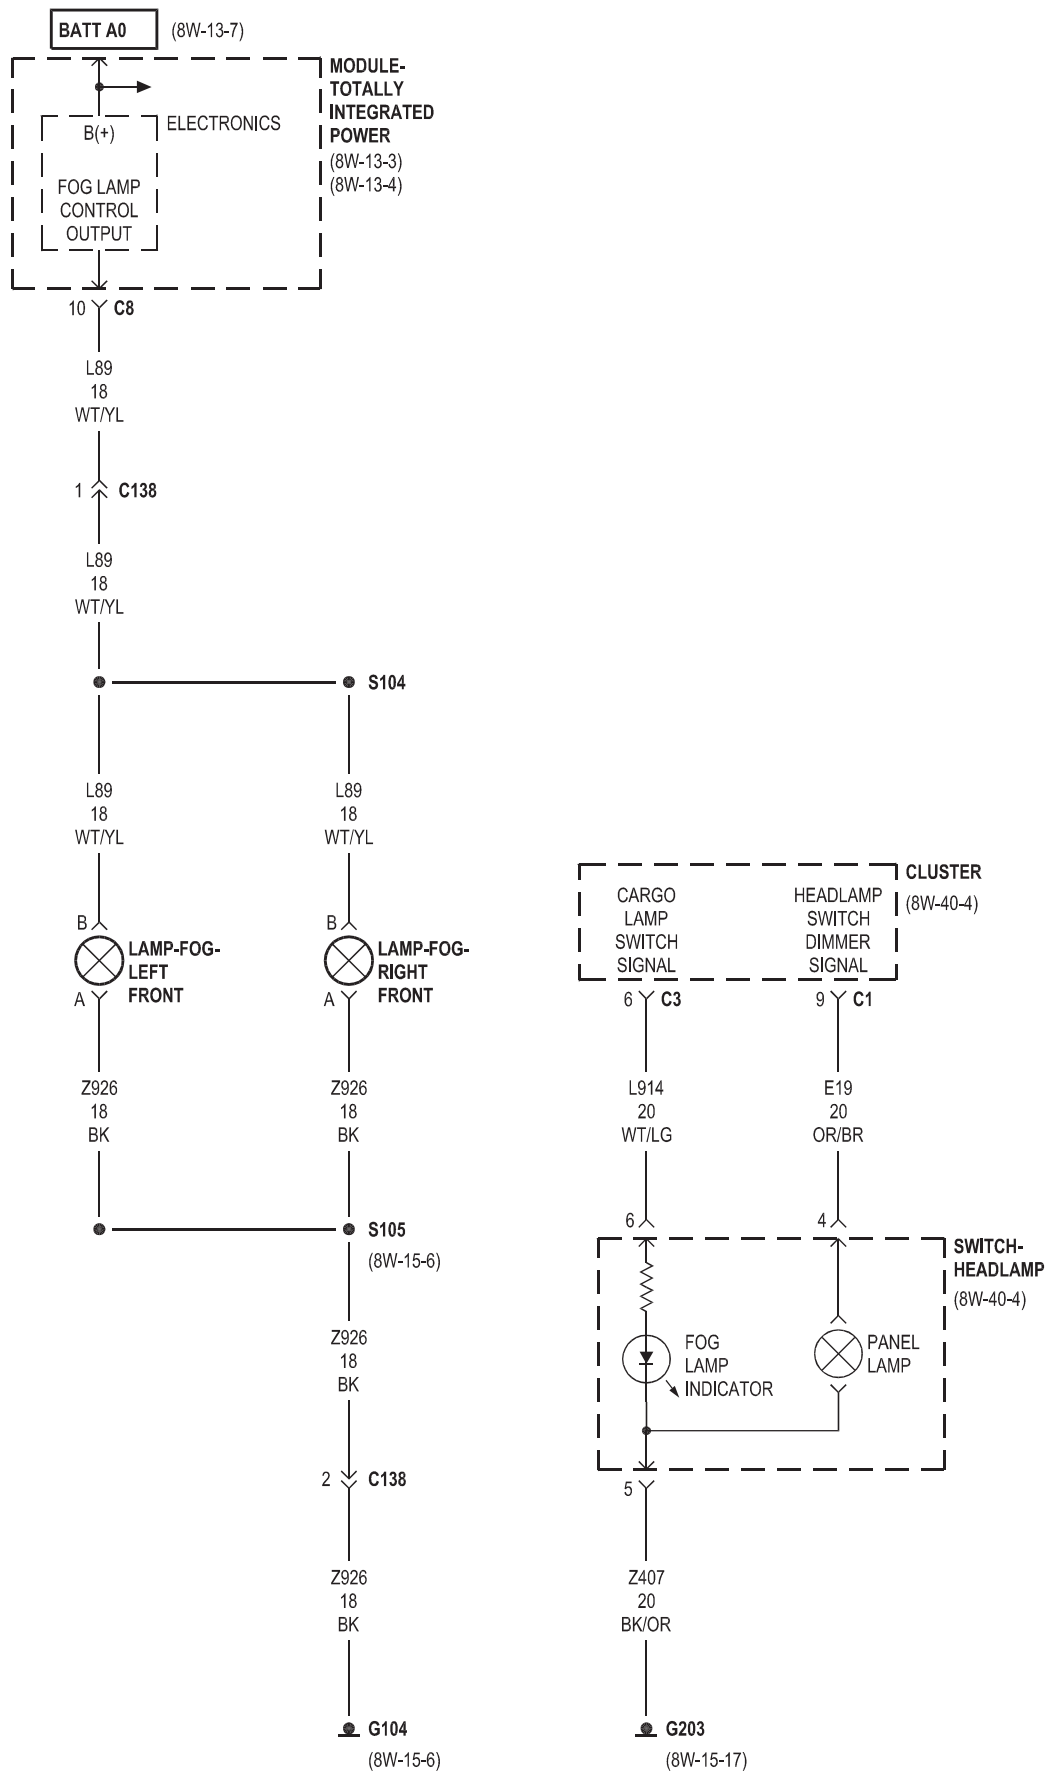 BATT A0 (8W-13-7)
MODULE-
TOTALLY
INTEGRATED
POWER
(8W-13-3)
(8W-13-4)
ELECTRONICS
B(+)
FOG LAMP
CONTROL
OUTPUT
10 C8
L89
18
WT/YL
1 C138
L89
18
WT/YL
S104
L89
18
WT/YL
L89
18
WT/YL
B
LAMP-FOG-
LEFT
FRONT
A
B
LAMP-FOG-
RIGHT
FRONT
A
Z926
18
BK
Z926
18
BK
S105
(8W-15-6)
Z926
18
BK
2 C138
Z926
18
BK
G104
(8W-15-6)
CLUSTER
(8W-40-4)
CARGO
LAMP
SWITCH
SIGNAL
HEADLAMP
SWITCH
DIMMER
SIGNAL
6 C3
9 C1
L914
20
WT/LG
E19
20
OR/BR
6
4
SWITCH-
HEADLAMP
(8W-40-4)
FOG
LAMP
INDICATOR
PANEL
LAMP
5
Z407
20
BK/OR
G203
(8W-15-17)